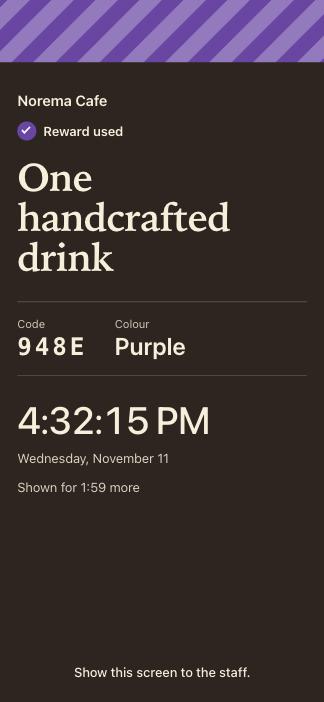 Norema Cafe
Reward used
One
handcrafted
drink
Code
948E
Colour
Purple
4:32:15 PM
Wednesday, November 11
Shown for 1:59 more
Show this screen to the staff.